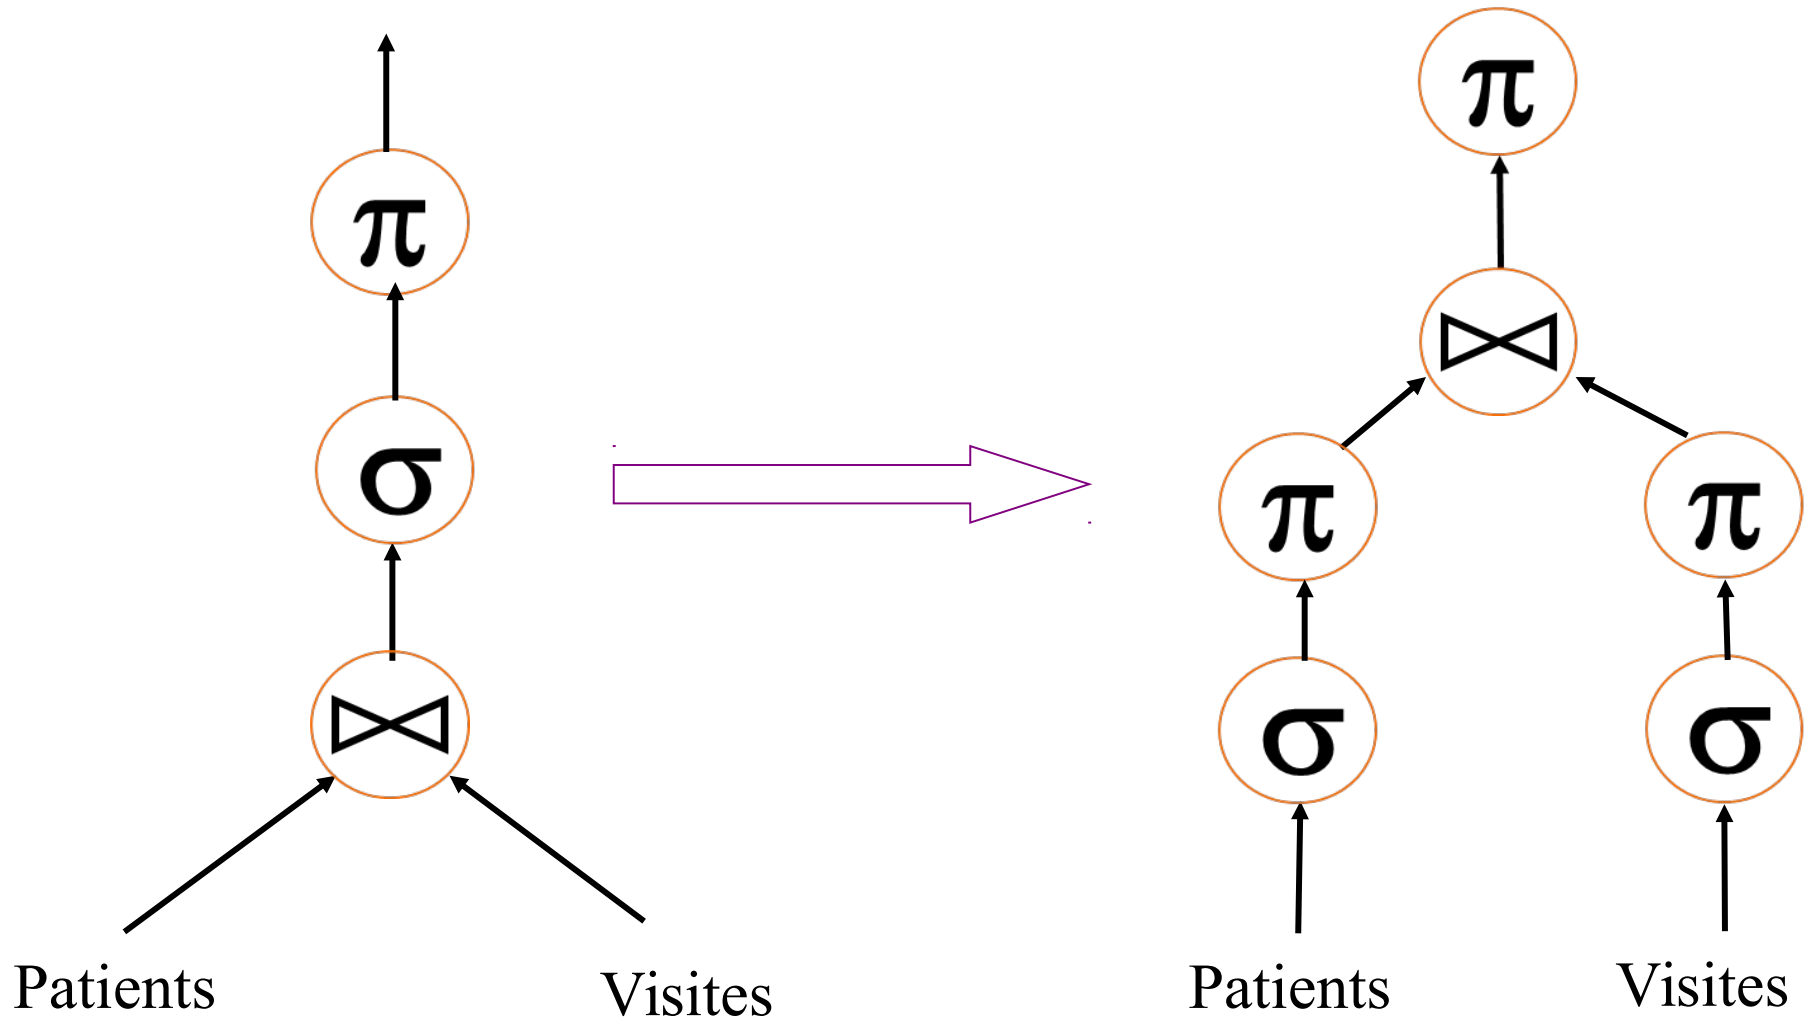 π
π
σ
⋈
Patients
Visites
⋈
π
π
σ
σ
Patients
Visites